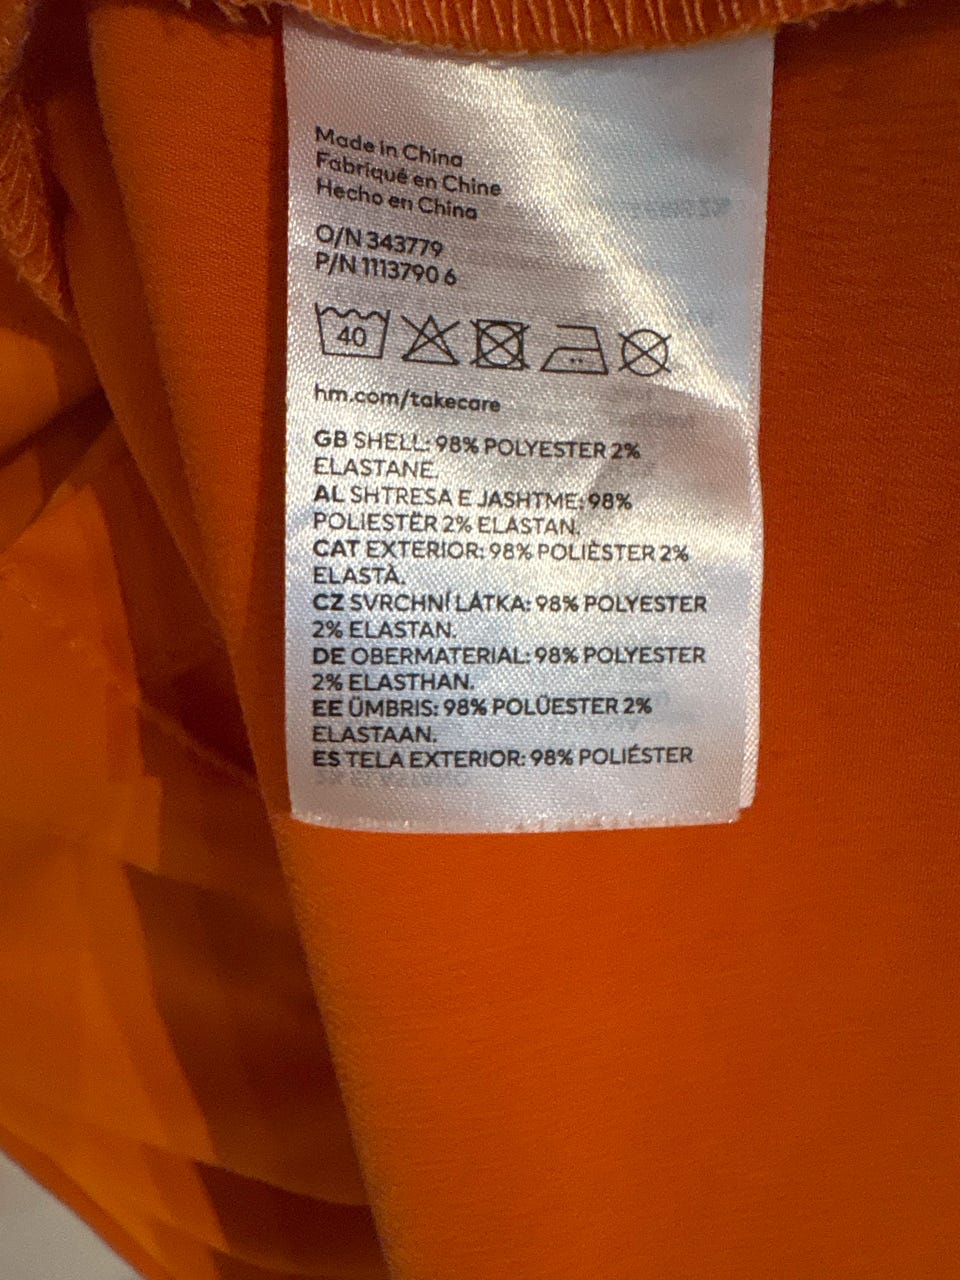 Made in China
Fabriqué en Chine
Hecho en China
O/N 343779
P/N 1113790 6
40
hm.com/takecare
GB SHELL: 98% POLYESTER 2%
ELASTANE.
AL SHTRESA E JASHTME: 98%
POLIESTËR 2% ELASTAN.
CAT EXTERIOR: 98% POLIÈSTER 2%
ELASTÀ.
CZ SVRCHNÍ LÁTKA: 98% POLYESTER
2% ELASTAN.
DE OBERMATERIAL: 98% POLYESTER
2% ELASTHAN.
EE ÜMBRIS: 98% POLÜESTER 2%
ELASTAAN.
ES TELA EXTERIOR: 98% POLIÉSTER